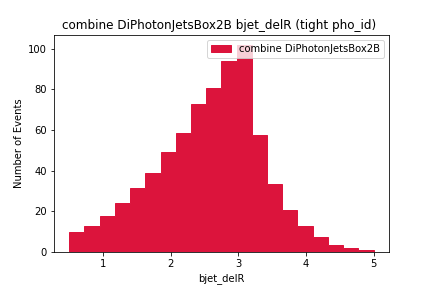 combine DiPhotonJetsBox2B bjet_delR (tight pho_id)
combine DiPhotonJetsBox2B
Number of Events
100
80
60
40
20
0
1 2 3 4 5
bjet_delR